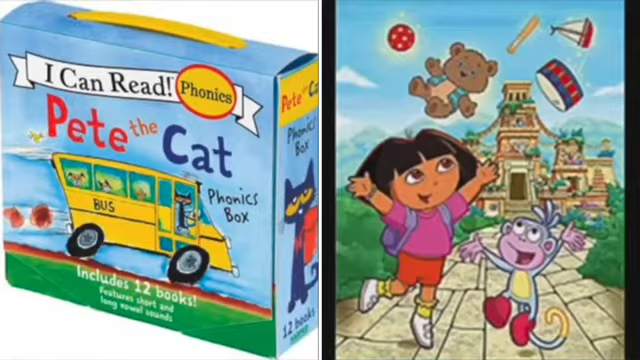 I Can Read!
Phonics
Pete the
Cat
Phonics
Box
BUS
Includes 12 books!
Features short and
long vowel sounds
Pete the Cat
Phonics
Box
12 books